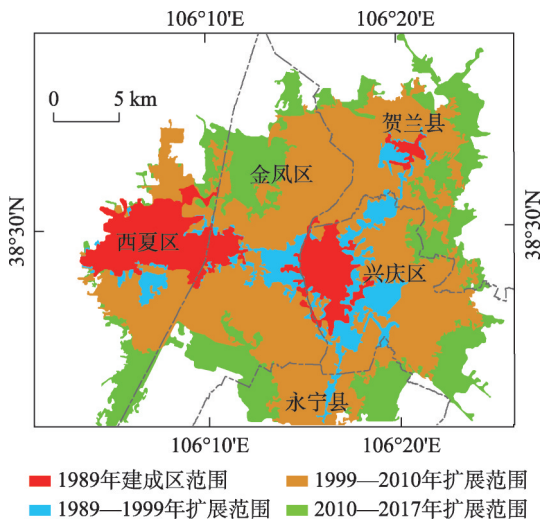 106°10'E 106°20'E
0 5 km
贺兰县
金凤区
38°30'N 38°30'N
西夏区
兴庆区
永宁县
106°10'E 106°20'E
1989年建成区范围 1999—2010年扩展范围
1989—1999年扩展范围 2010—2017年扩展范围